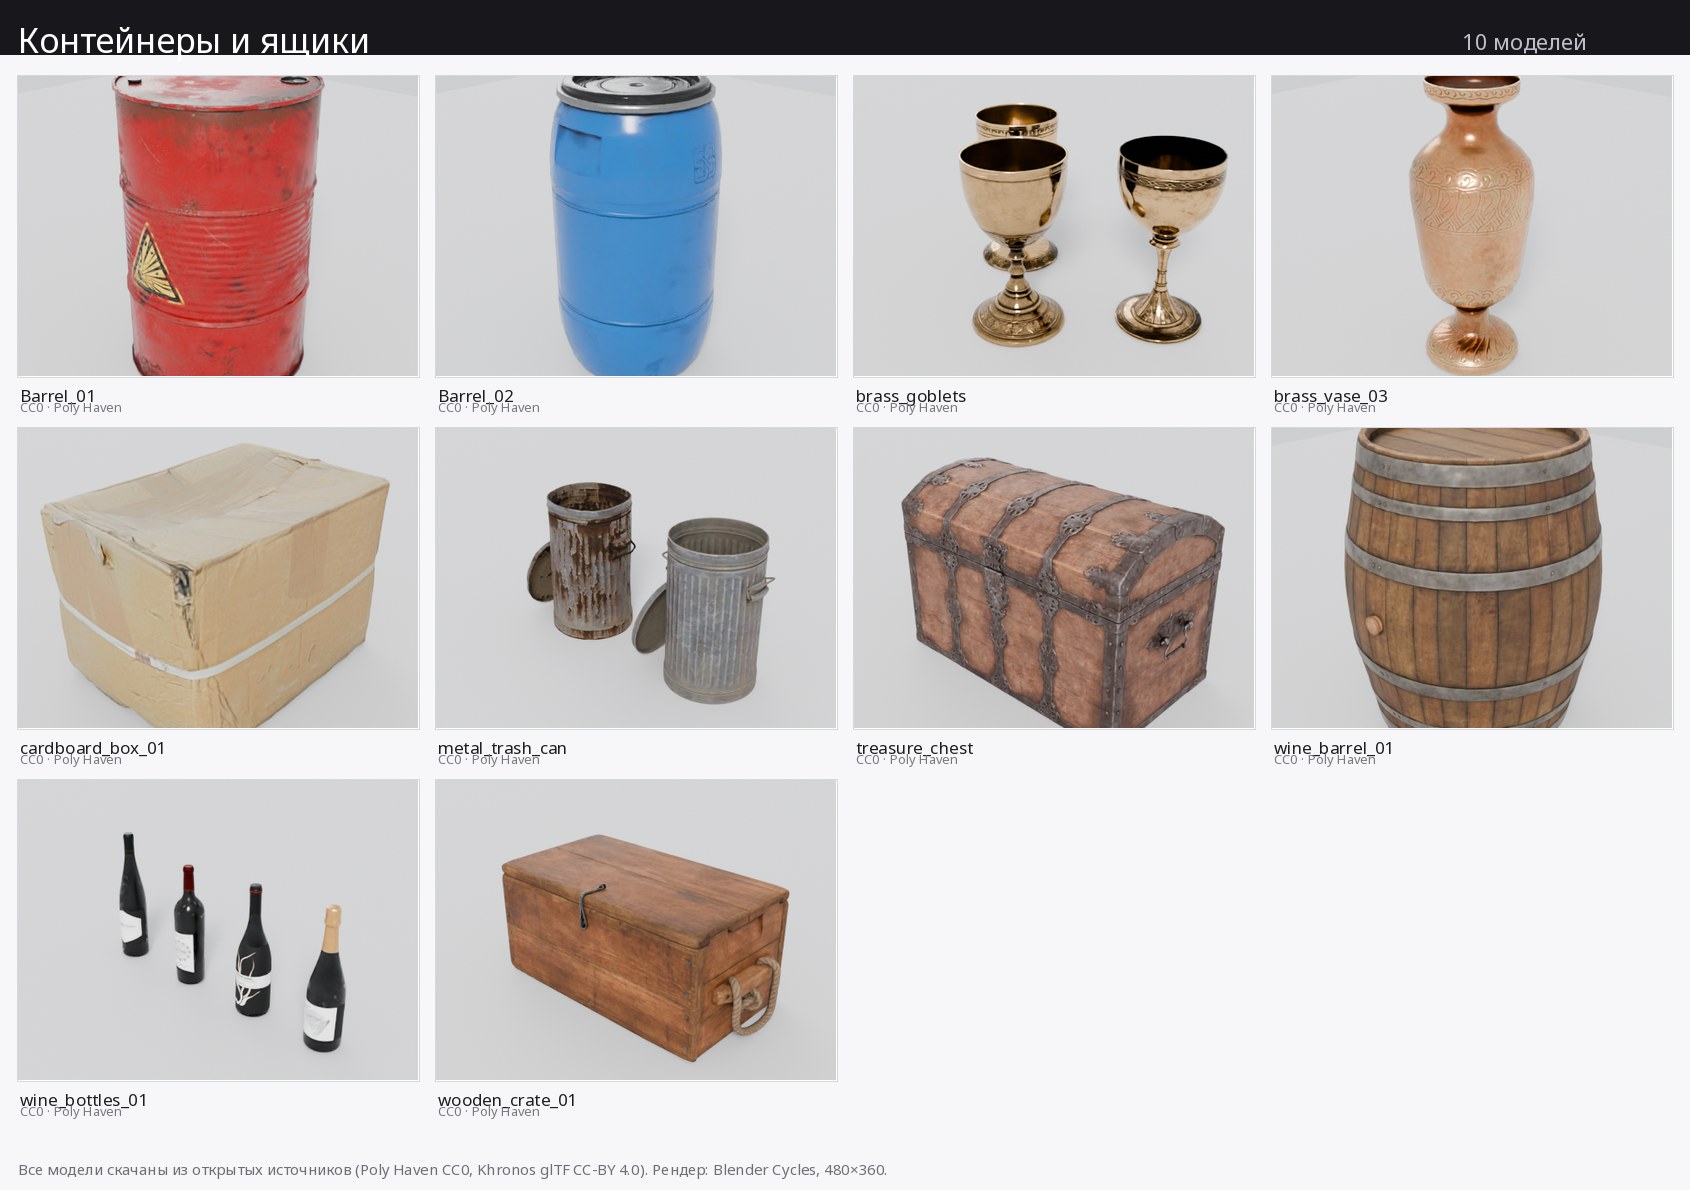 Контейнеры и ящики
10 моделей
Barrel_01
CC0 · Poly Haven
Barrel_02
CC0 · Poly Haven
brass_goblets
CC0 · Poly Haven
brass_vase_03
CC0 · Poly Haven
cardboard_box_01
CC0 · Poly Haven
metal_trash_can
CC0 · Poly Haven
treasure_chest
CC0 · Poly Haven
wine_barrel_01
CC0 · Poly Haven
wine_bottles_01
CC0 · Poly Haven
wooden_crate_01
CC0 · Poly Haven
Все модели скачаны из открытых источников (Poly Haven CC0, Khronos glTF CC-BY 4.0). Рендер: Blender Cycles, 480×360.